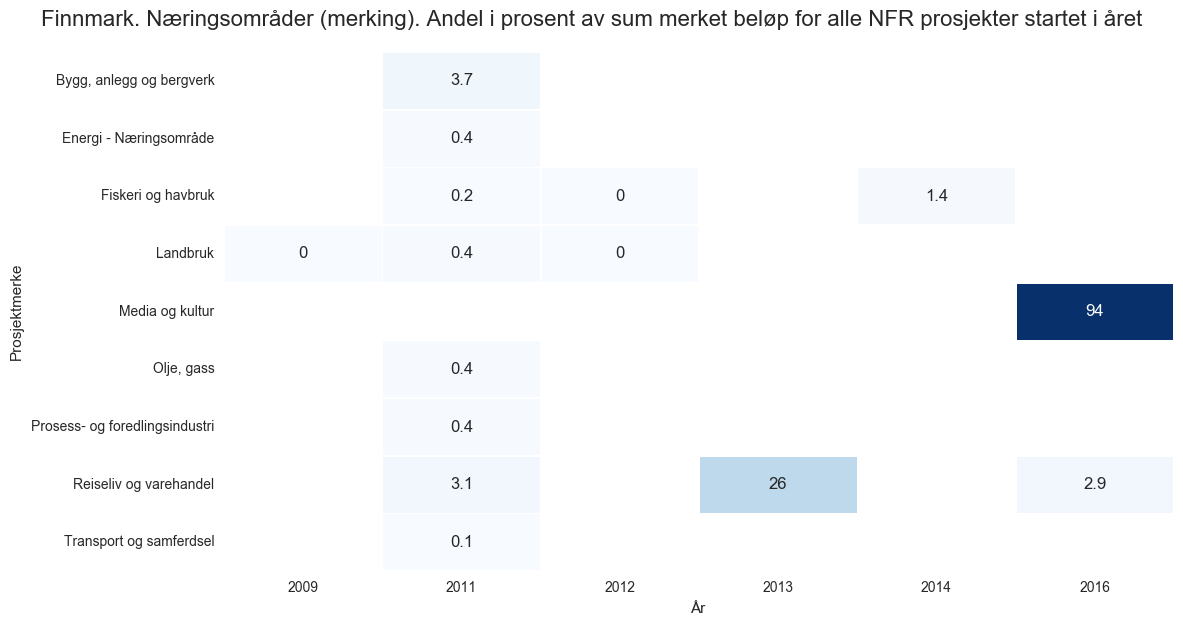 Finnmark. Næringsområder (merking). Andel i prosent av sum merket beløp for alle NFR prosjekter startet i året
Prosjektmerke
Bygg, anlegg og bergverk 3.7
Energi - Næringsområde 0.4
Fiskeri og havbruk 0.2 0 1.4
Landbruk 0 0.4 0
Media og kultur 94
Olje, gass 0.4
Prosess- og foredlingsindustri 0.4
Reiseliv og varehandel 3.1 26 2.9
Transport og samferdsel 0.1
2009 2011 2012 2013 2014 2016
År